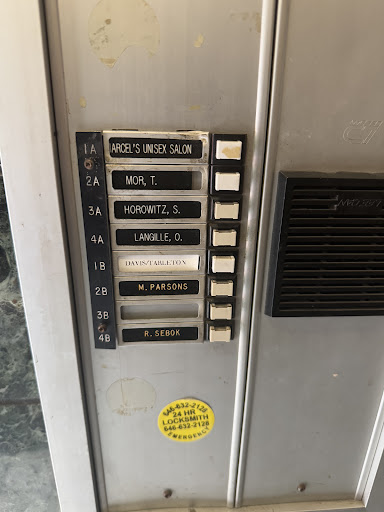 1A ARCEL'S UNISEX SALON
2A MOR, T.
3A HOROWITZ, S.
4A LANGILLE, O.
1B DAVIS/TARLETON
2B M. PARSONS
3B
4B R. SEBOK
646-632-2128
24 HR
LOCKSMITH
646-632-2128
EMERGENCY